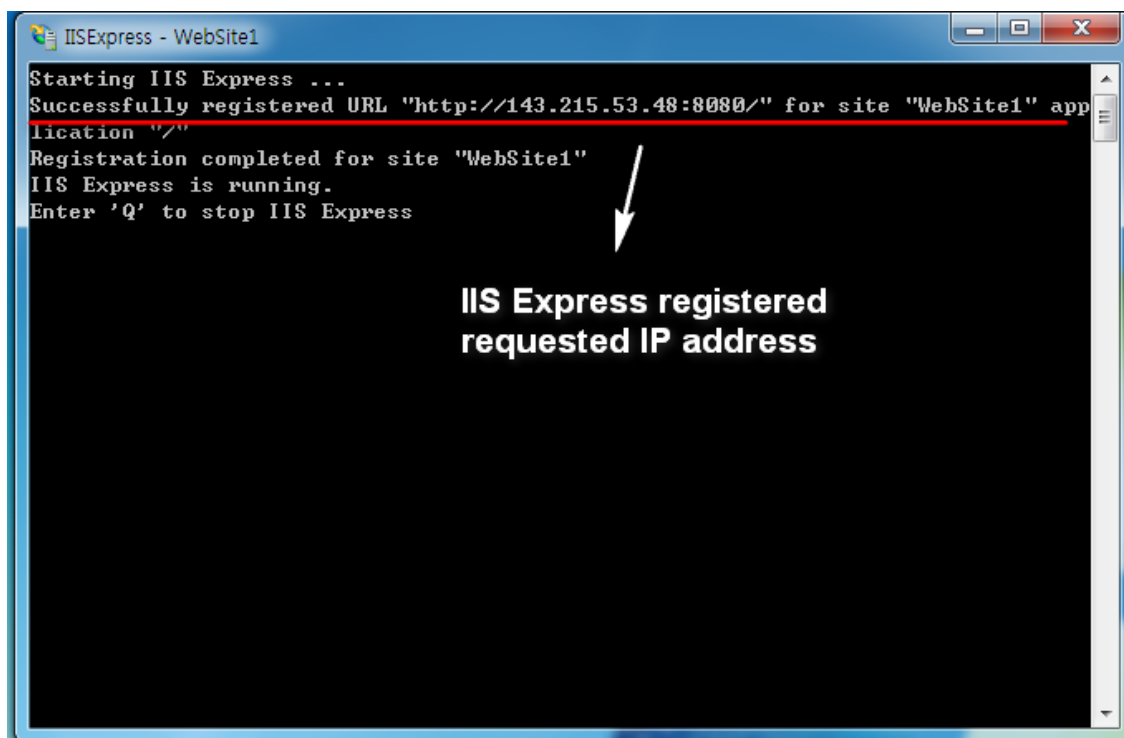 IISExpress - WebSite1
Starting IIS Express ...
Successfully registered URL "http://143.215.53.48:8080/" for site "WebSite1" app
lication "/"
Registration completed for site "WebSite1"
IIS Express is running.
Enter 'Q' to stop IIS Express
IIS Express registered
requested IP address